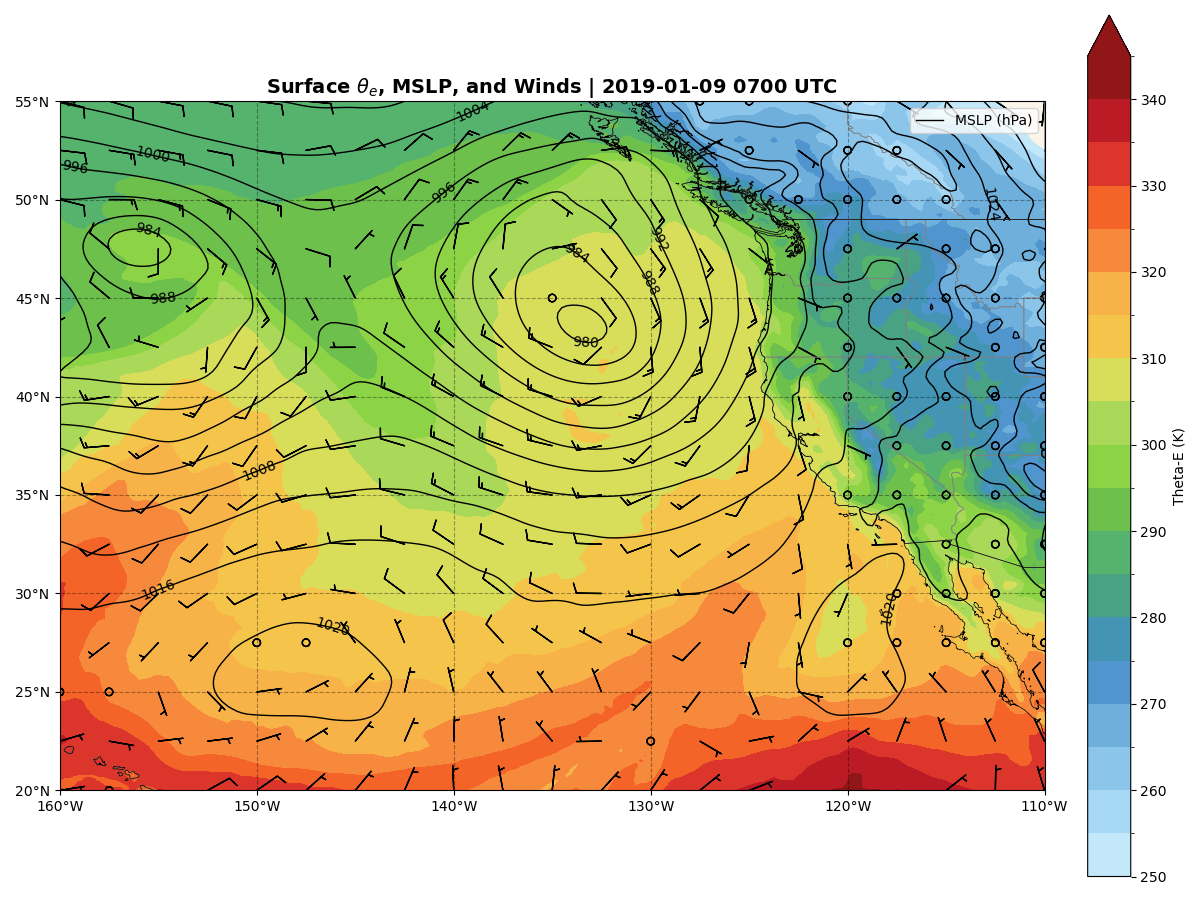 Surface θe, MSLP, and Winds | 2019-01-09 0700 UTC
MSLP (hPa)
1004
1000
996
996
984
992
984
988
988
980
1024
1008
1016
1020
1020
55°N
50°N
45°N
40°N
35°N
30°N
25°N
20°N
160°W
150°W
140°W
130°W
120°W
110°W
340
330
320
310
300
290
280
270
260
250
Theta-E (K)